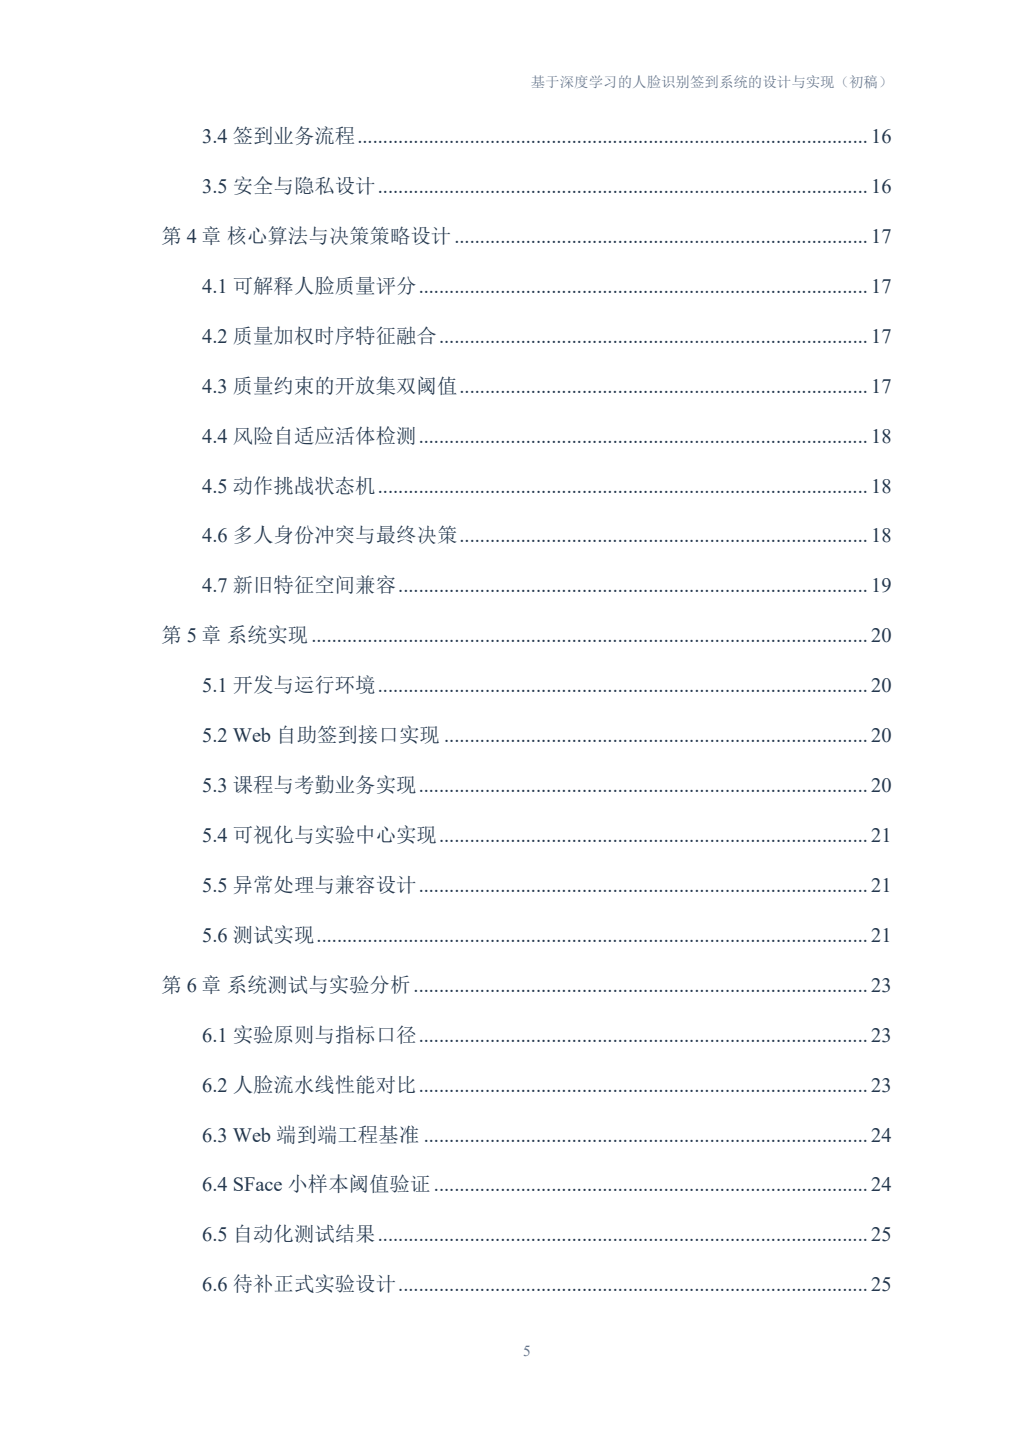 基于深度学习的人脸识别签到系统的设计与实现（初稿）
3.4 签到业务流程 16
3.5 安全与隐私设计 16
第 4 章 核心算法与决策策略设计 17
4.1 可解释人脸质量评分 17
4.2 质量加权时序特征融合 17
4.3 质量约束的开放集双阈值 17
4.4 风险自适应活体检测 18
4.5 动作挑战状态机 18
4.6 多人身份冲突与最终决策 18
4.7 新旧特征空间兼容 19
第 5 章 系统实现 20
5.1 开发与运行环境 20
5.2 Web 自助签到接口实现 20
5.3 课程与考勤业务实现 20
5.4 可视化与实验中心实现 21
5.5 异常处理与兼容设计 21
5.6 测试实现 21
第 6 章 系统测试与实验分析 23
6.1 实验原则与指标口径 23
6.2 人脸流水线性能对比 23
6.3 Web 端到端工程基准 24
6.4 SFace 小样本阈值验证 24
6.5 自动化测试结果 25
6.6 待补正式实验设计 25
5